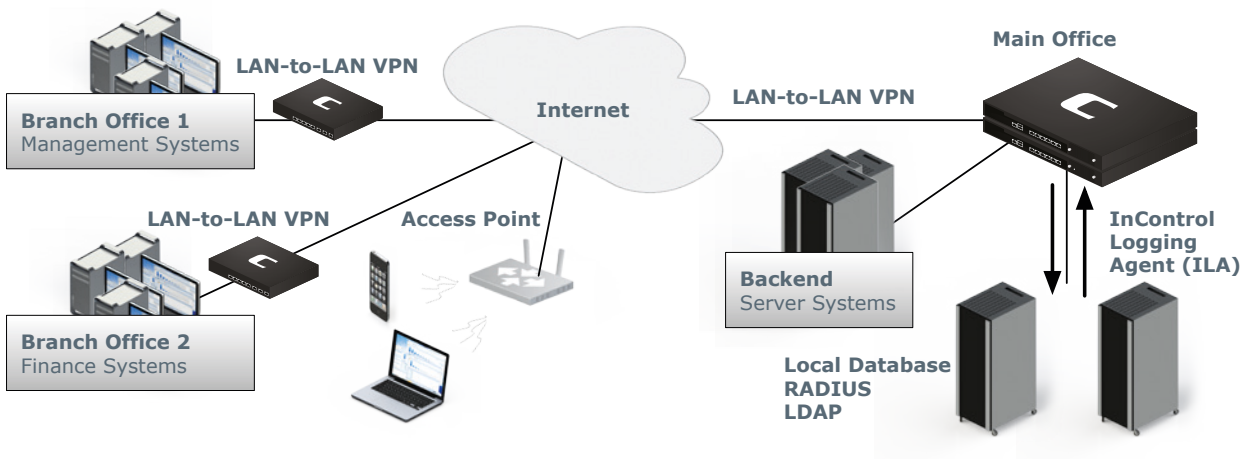 Main Office
LAN-to-LAN VPN
Internet
LAN-to-LAN VPN
Branch Office 1
Management Systems
LAN-to-LAN VPN
Access Point
InControl
Logging
Agent (ILA)
Backend
Server Systems
Branch Office 2
Finance Systems
Local Database
RADIUS
LDAP